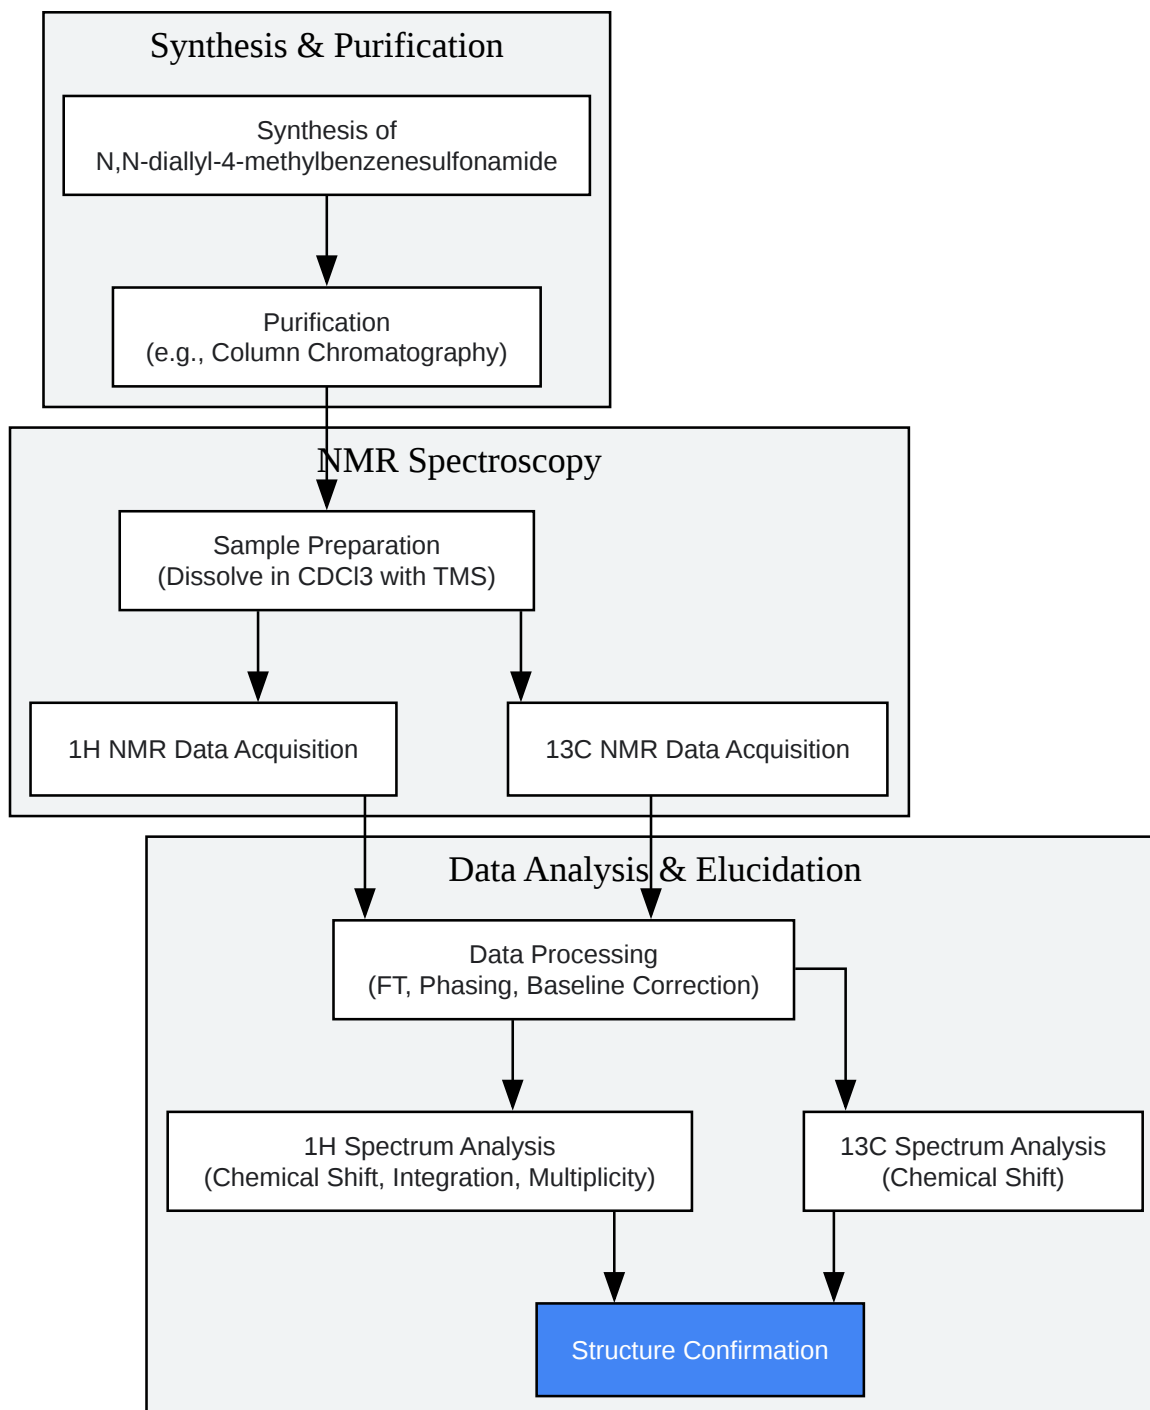 Synthesis & Purification
Synthesis of
N,N-diallyl-4-methylbenzenesulfonamide
Purification
(e.g., Column Chromatography)
NMR Spectroscopy
Sample Preparation
(Dissolve in CDCl3 with TMS)
1H NMR Data Acquisition
13C NMR Data Acquisition
Data Analysis & Elucidation
Data Processing
(FT, Phasing, Baseline Correction)
1H Spectrum Analysis
(Chemical Shift, Integration, Multiplicity)
13C Spectrum Analysis
(Chemical Shift)
Structure Confirmation